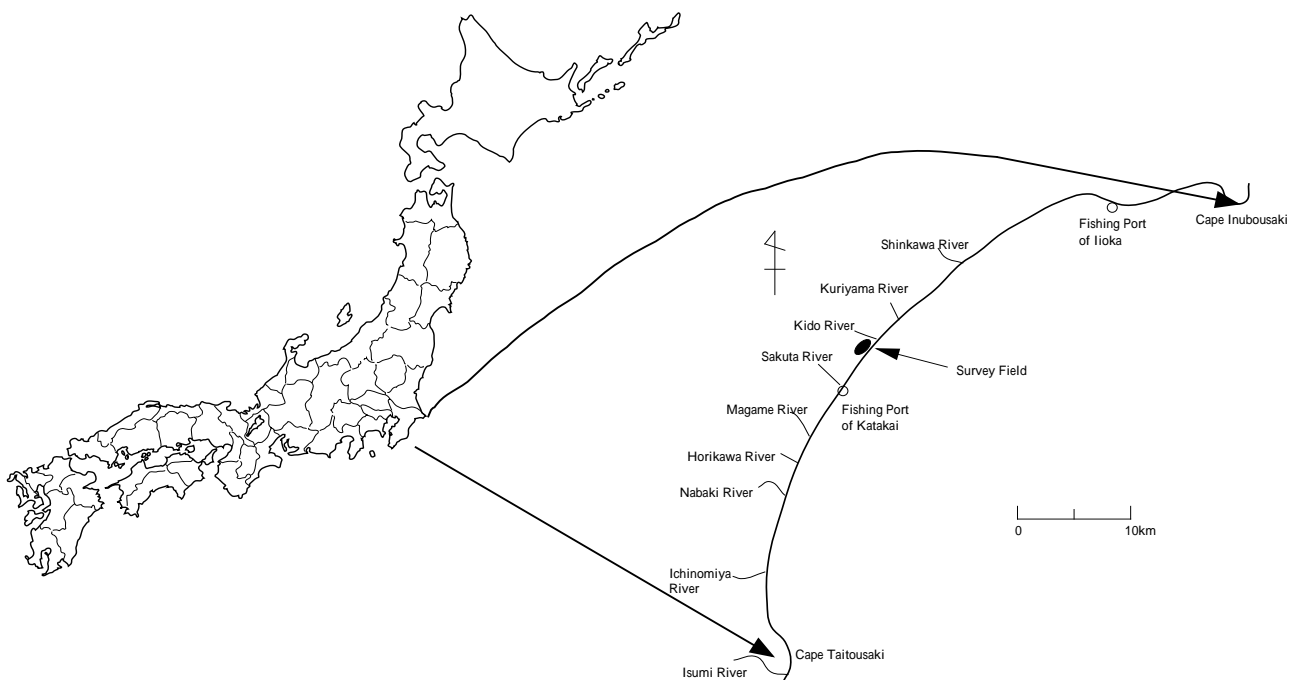 Fishing Port
of Iioka
Cape Inubousaki
Shinkawa River
Kuriyama River
Kido River
Sakuta River
Survey Field
Magame River
Fishing Port
of Katakai
Horikawa River
Nabaki River
0 10km
Ichinomiya
River
Cape Taitousaki
Isumi River